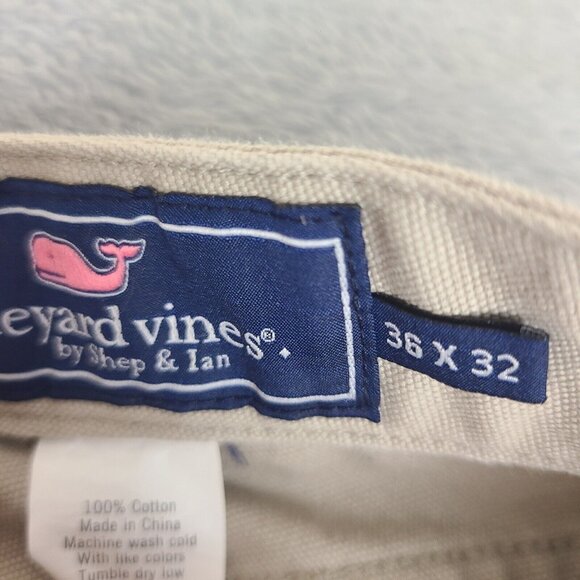 eyard vines®
by Shep & Ian
36 X 32
100% Cotton
Made in China
Machine wash cold
With like colors
Tumble dry low